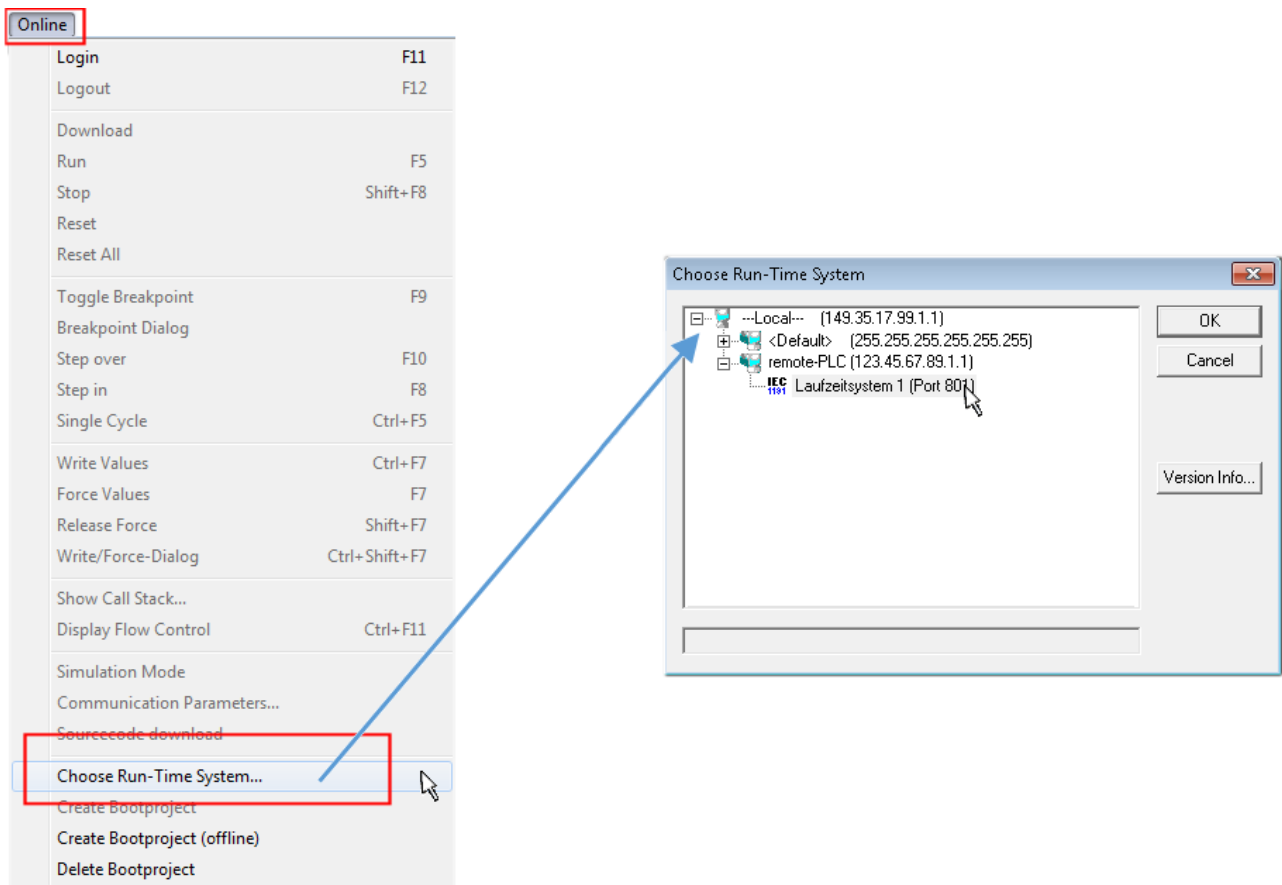 Online
Login F11
Logout F12
Download
Run F5
Stop Shift+F8
Reset
Reset All
Toggle Breakpoint F9
Breakpoint Dialog
Step over F10
Step in F8
Single Cycle Ctrl+F5
Write Values Ctrl+F7
Force Values F7
Release Force Shift+F7
Write/Force-Dialog Ctrl+Shift+F7
Show Call Stack...
Display Flow Control Ctrl+F11
Simulation Mode
Communication Parameters...
Sourcecode download
Choose Run-Time System...
Create Bootproject
Create Bootproject (offline)
Delete Bootproject
Choose Run-Time System
---Local--- (149.35.17.99.1.1)
<Default> (255.255.255.255.255.255)
remote-PLC (123.45.67.89.1.1)
IEC
1131
Laufzeitsystem 1 (Port 801)
OK
Cancel
Version Info...